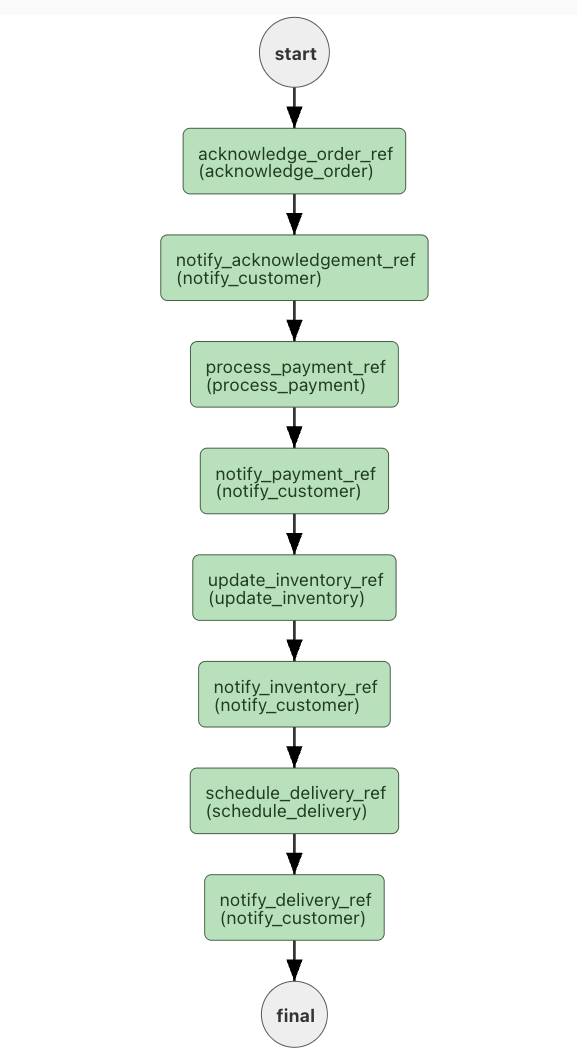 start
acknowledge_order_ref
(acknowledge_order)
notify_acknowledgement_ref
(notify_customer)
process_payment_ref
(process_payment)
notify_payment_ref
(notify_customer)
update_inventory_ref
(update_inventory)
notify_inventory_ref
(notify_customer)
schedule_delivery_ref
(schedule_delivery)
notify_delivery_ref
(notify_customer)
final